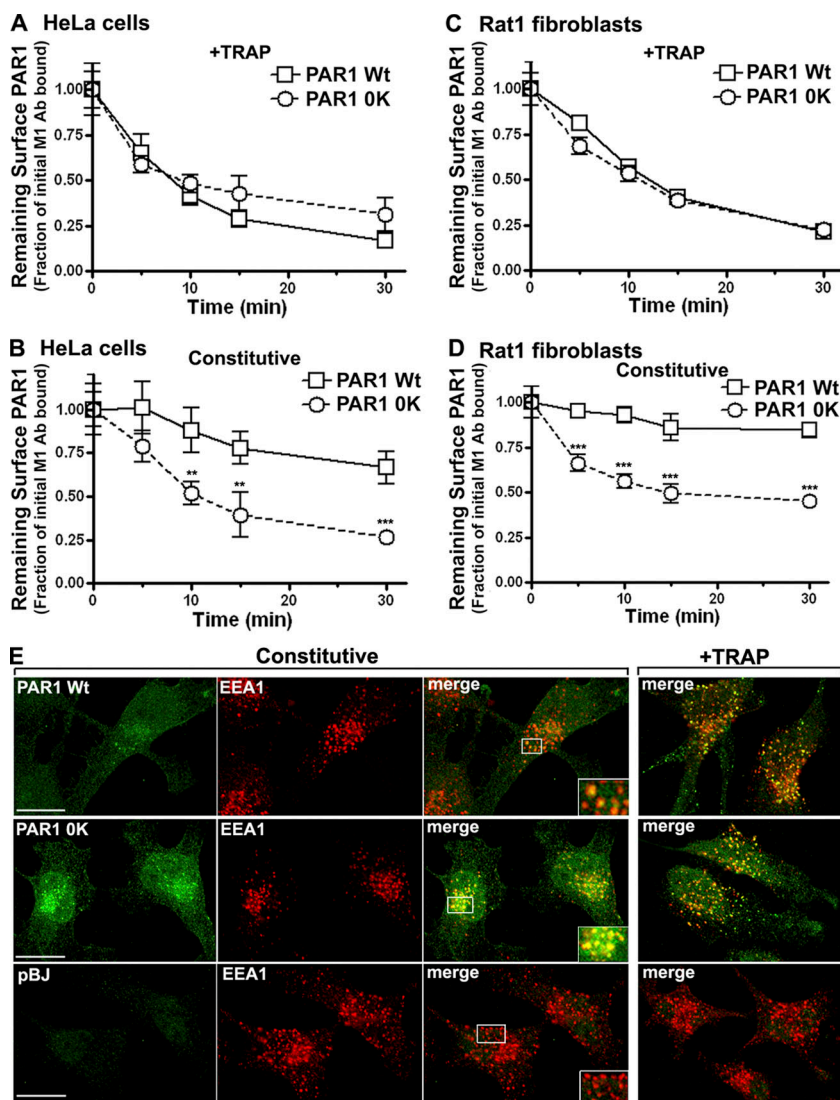 A HeLa cells
+TRAP
PAR1 Wt
PAR1 0K
Remaining Surface PAR1
(Fraction of initial M1 Ab bound)
1.00
0.75
0.50
0.25
0.00
0 10 20 30
Time (min)
C Rat1 fibroblasts
+TRAP
PAR1 Wt
PAR1 0K
Remaining Surface PAR1
(Fraction of initial M1 Ab bound)
1.00
0.75
0.50
0.25
0.00
0 10 20 30
Time (min)
B HeLa cells
Constitutive
PAR1 Wt
PAR1 0K
Remaining Surface PAR1
(Fraction of initial M1 Ab bound)
1.00
0.75
0.50
0.25
0.00
** ** ***
0 10 20 30
Time (min)
D Rat1 fibroblasts
Constitutive
PAR1 Wt
PAR1 0K
Remaining Surface PAR1
(Fraction of initial M1 Ab bound)
1.00
0.75
0.50
0.25
0.00
*** *** *** ***
0 10 20 30
Time (min)
E Constitutive +TRAP
PAR1 Wt EEA1 merge merge
PAR1 0K EEA1 merge merge
pBJ EEA1 merge merge